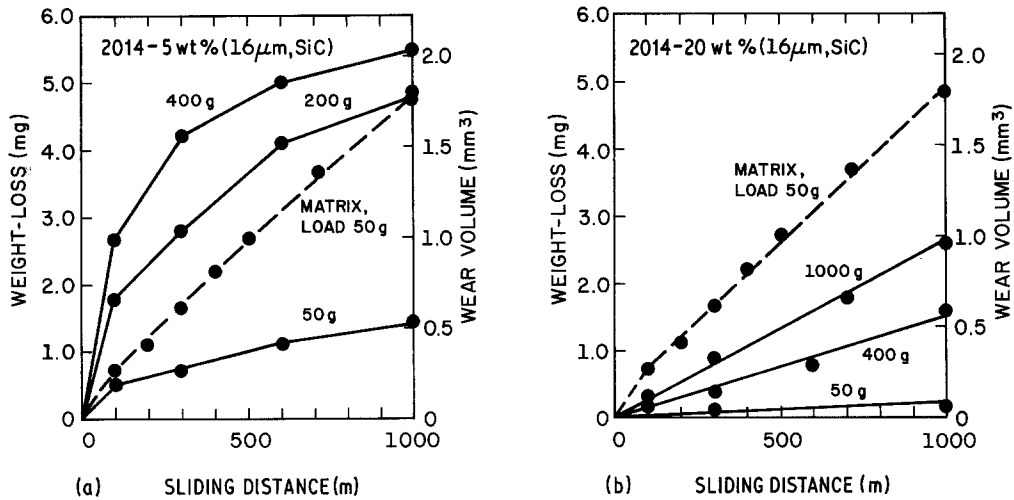 2014-5 wt % (16μm, SiC)
WEIGHT-LOSS (mg)
6.0
5.0
4.0
3.0
2.0
1.0
0
400 g
200 g
MATRIX,
LOAD 50g
50 g
WEAR VOLUME (mm³)
2.0
1.5
1.0
0.5
0
0
500
1000
(a) SLIDING DISTANCE (m)
2014-20 wt % (16μm, SiC)
WEIGHT-LOSS (mg)
6.0
5.0
4.0
3.0
2.0
1.0
0
MATRIX,
LOAD 50g
1000g
400 g
50 g
WEAR VOLUME (mm³)
2.0
1.5
1.0
0.5
0
0
500
1000
(b) SLIDING DISTANCE (m)